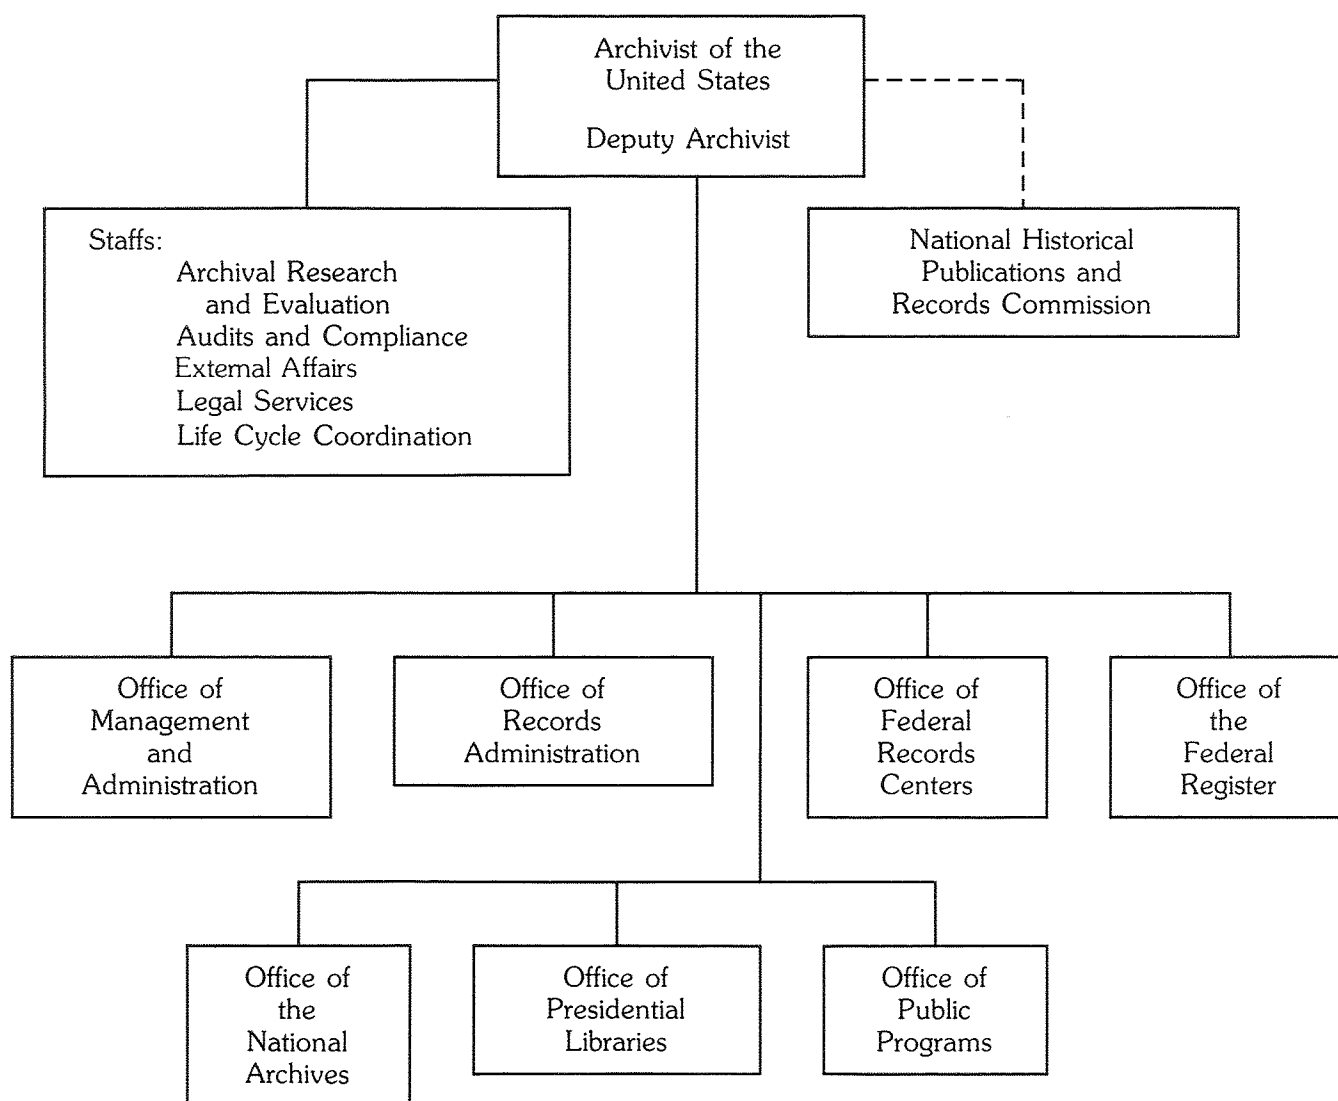 Archivist of the
United States
Deputy Archivist
Staffs:
Archival Research
and Evaluation
Audits and Compliance
External Affairs
Legal Services
Life Cycle Coordination
National Historical
Publications and
Records Commission
Office of
Management
and
Administration
Office of
Records
Administration
Office of
Federal
Records
Centers
Office of
the
Federal
Register
Office of
the
National
Archives
Office of
Presidential
Libraries
Office of
Public
Programs